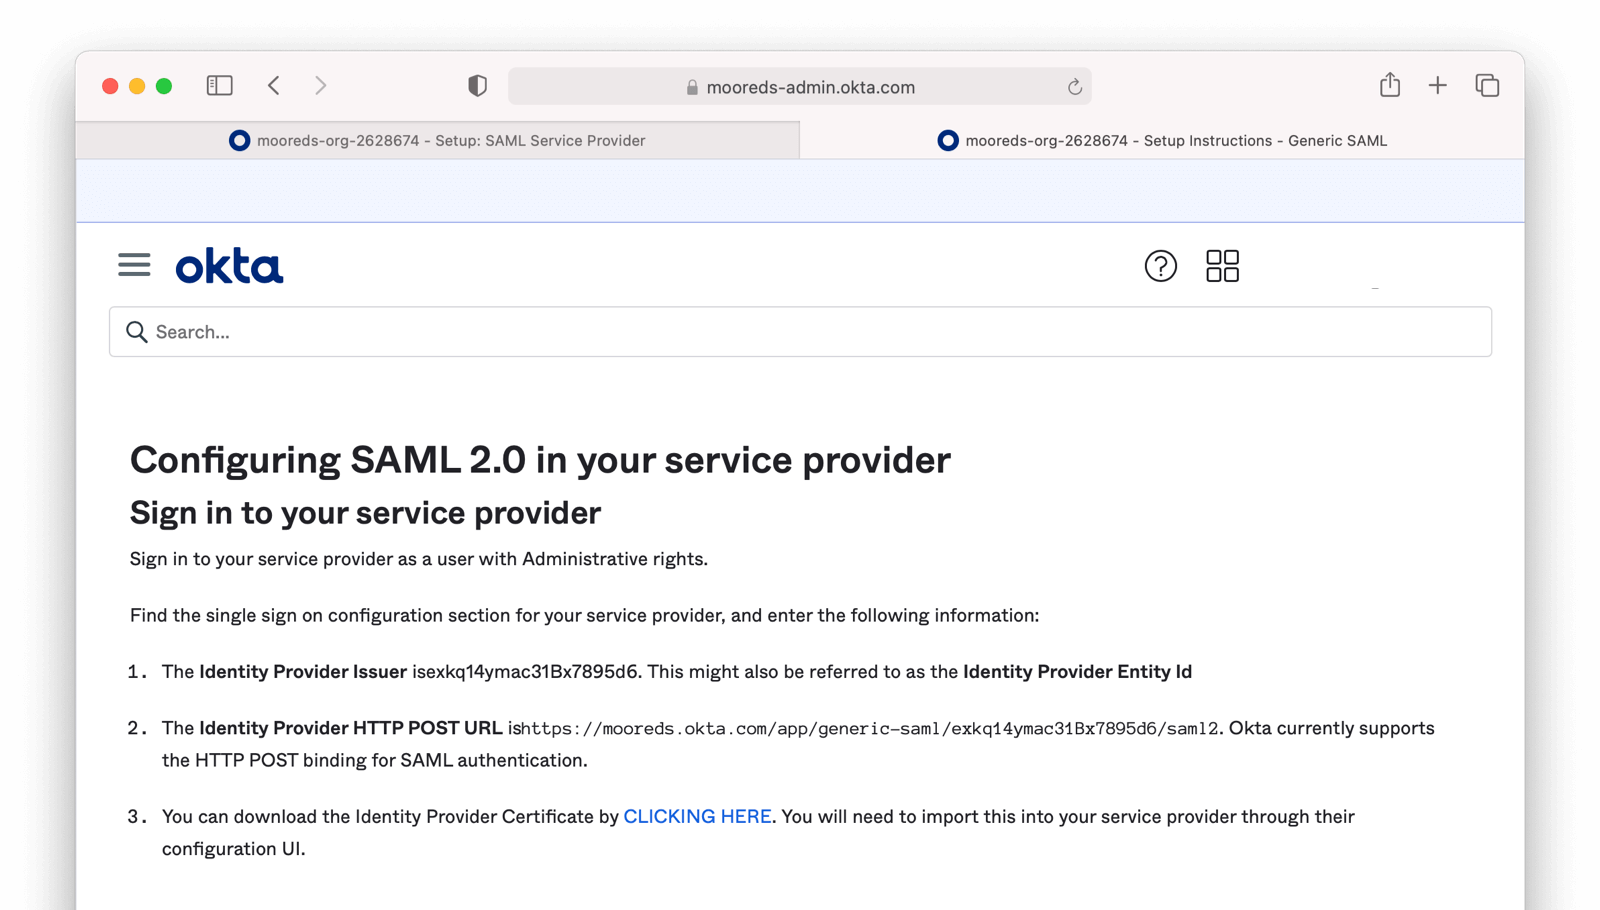 mooreds-admin.okta.com
mooreds-org-2628674 - Setup: SAML Service Provider
mooreds-org-2628674 - Setup Instructions - Generic SAML
okta
Search...
Configuring SAML 2.0 in your service provider
Sign in to your service provider
Sign in to your service provider as a user with Administrative rights.
Find the single sign on configuration section for your service provider, and enter the following information:
1. The Identity Provider Issuer isexkq14ymac31Bx7895d6. This might also be referred to as the Identity Provider Entity Id
2. The Identity Provider HTTP POST URL ishttps://mooreds.okta.com/app/generic-saml/exkq14ymac31Bx7895d6/saml2. Okta currently supports
the HTTP POST binding for SAML authentication.
3. You can download the Identity Provider Certificate by CLICKING HERE. You will need to import this into your service provider through their
configuration UI.